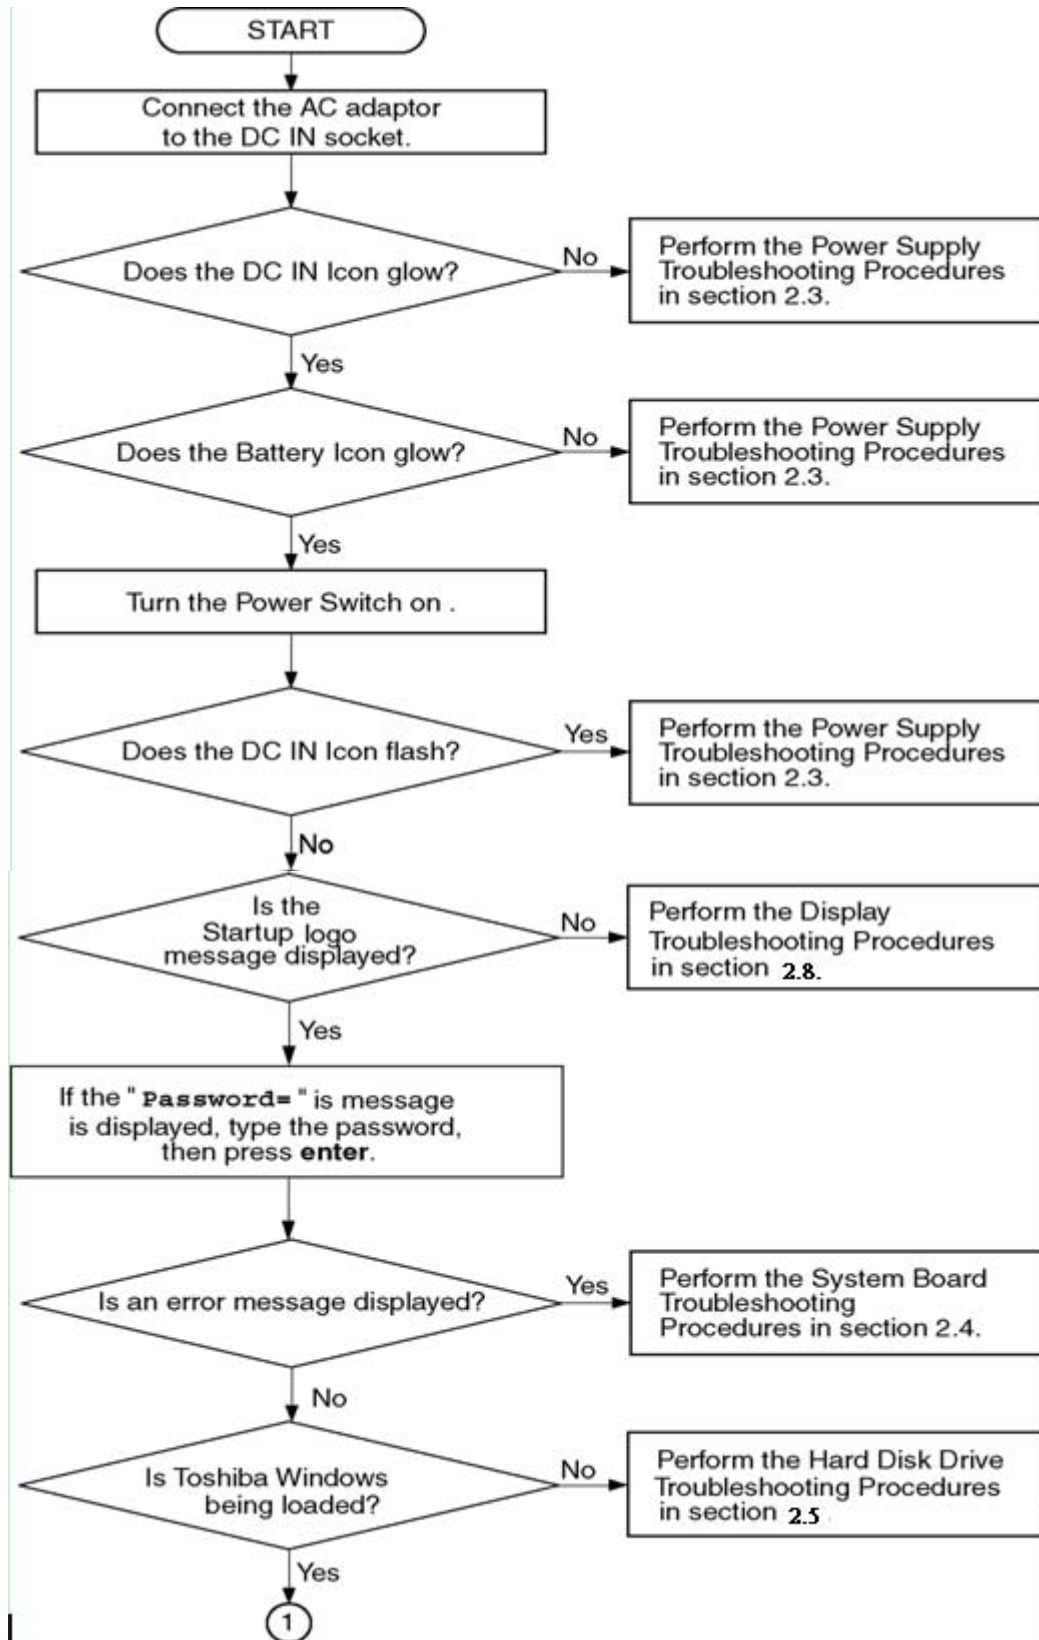 START
Connect the AC adaptor
to the DC IN socket.
Does the DC IN Icon glow?
No
Perform the Power Supply
Troubleshooting Procedures
in section 2.3.
Yes
Does the Battery Icon glow?
No
Perform the Power Supply
Troubleshooting Procedures
in section 2.3.
Yes
Turn the Power Switch on .
Does the DC IN Icon flash?
Yes
Perform the Power Supply
Troubleshooting Procedures
in section 2.3.
No
Is the
Startup logo
message displayed?
No
Perform the Display
Troubleshooting Procedures
in section 2.8.
Yes
If the " Password= " is message
is displayed, type the password,
then press enter.
Is an error message displayed?
Yes
Perform the System Board
Troubleshooting
Procedures in section 2.4.
No
Is Toshiba Windows
being loaded?
No
Perform the Hard Disk Drive
Troubleshooting Procedures
in section 2.5
Yes
1